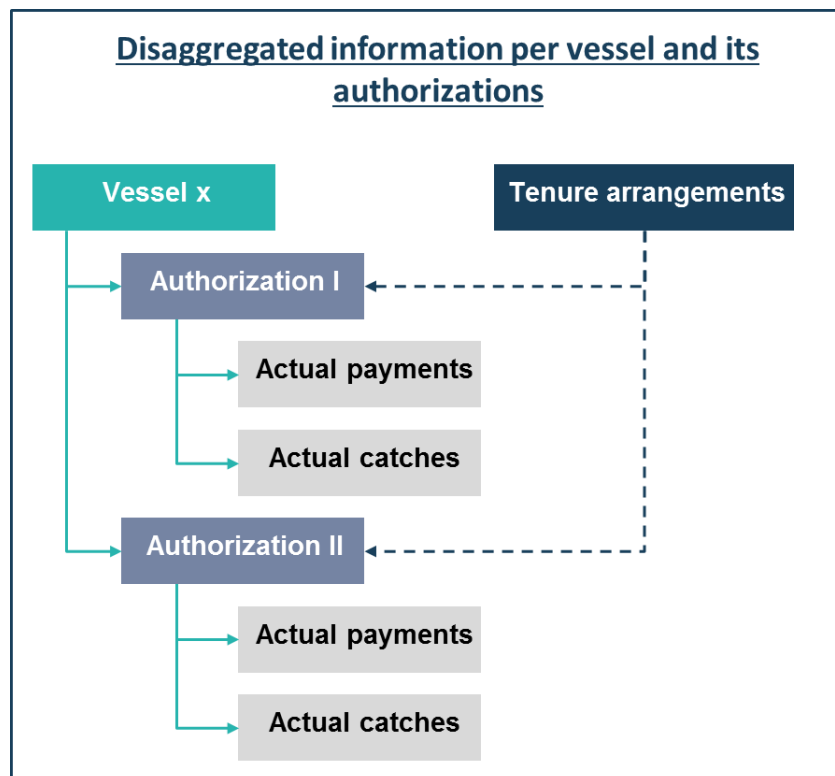 Disaggregated information per vessel and its
authorizations
Vessel x
Tenure arrangements
Authorization I
Actual payments
Actual catches
Authorization II
Actual payments
Actual catches